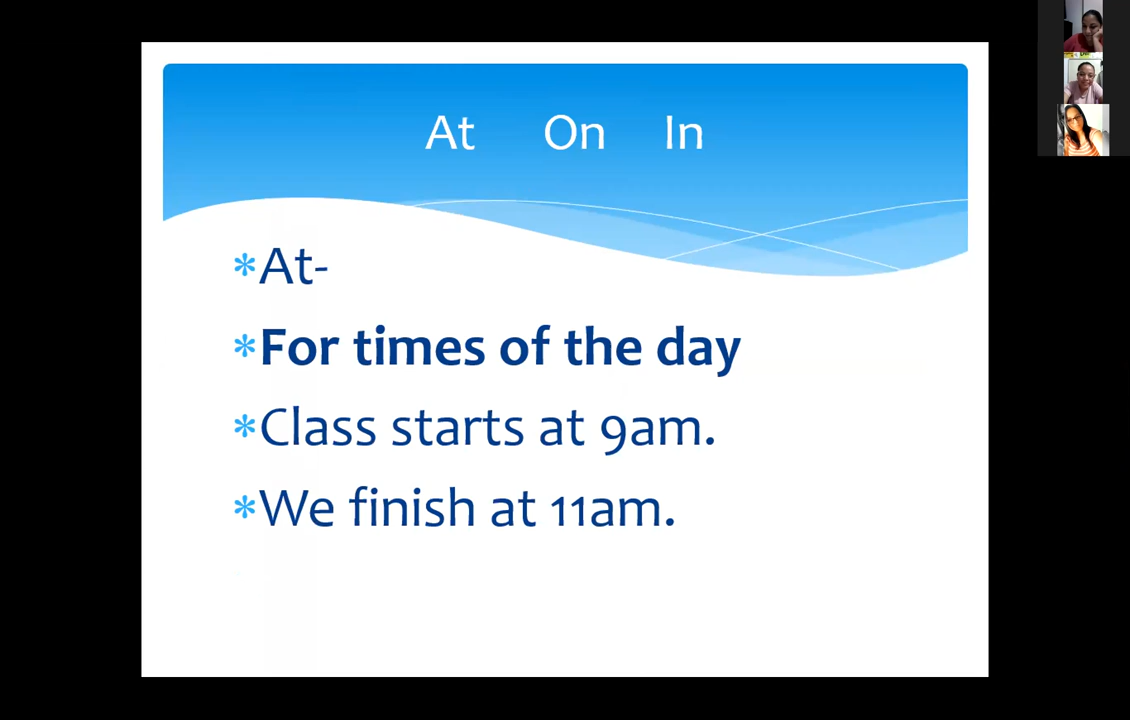 At On In
*At-
*For times of the day
*Class starts at 9am.
*We finish at 11am.